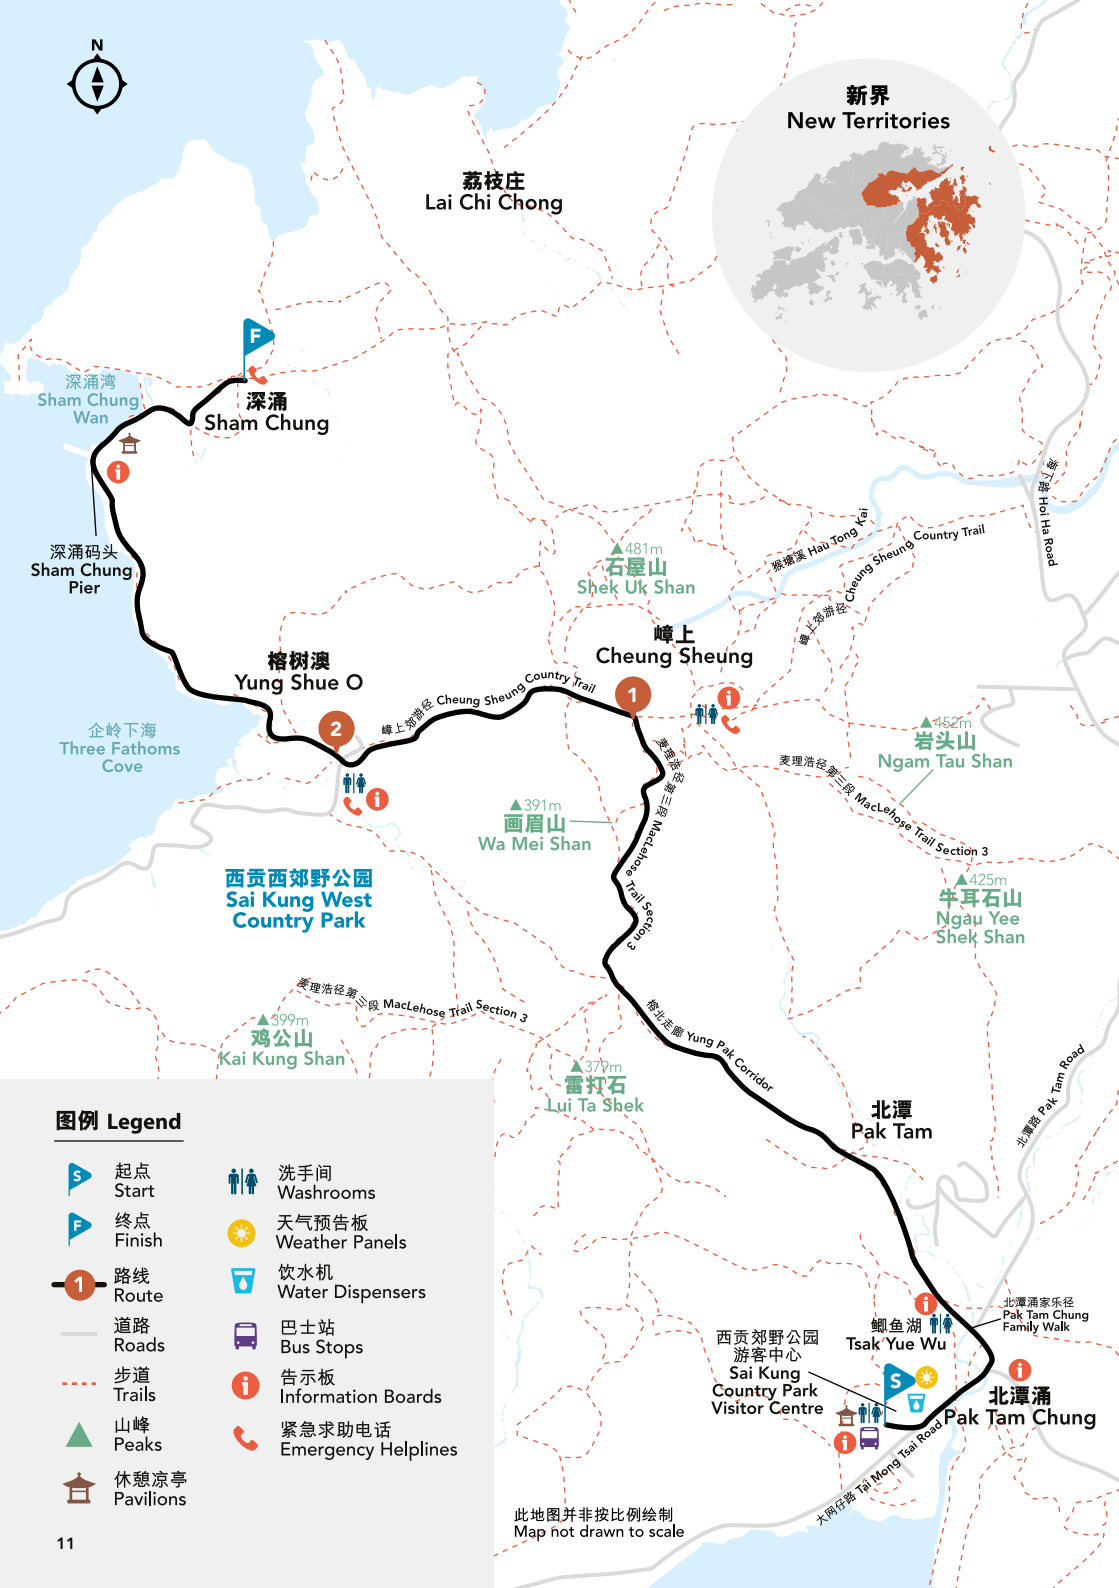 N
新界
New Territories
荔枝庄
Lai Chi Chong
F
深涌湾
Sham Chung
Wan
深涌
Sham Chung
i
深涌码头
Sham Chung
Pier
海下路 Hoi Ha Road
猴塘溪 Hau Tong Kai
嶂上郊游径 Cheung Sheung Country Trail
▲481m
石屋山
Shek Uk Shan
嶂上
Cheung Sheung
榕树澳
Yung Shue O
嶂上郊游径 Cheung Sheung Country Trail
1
i
2
i
企岭下海
Three Fathoms
Cove
▲452m
岩头山
Ngam Tau Shan
麦理浩径第三段 MacLehose Trail Section 3
麦理浩径第三段 MacLehose Trail Section 3
▲391m
画眉山
Wa Mei Shan
▲425m
牛耳石山
Ngau Yee
Shek Shan
西贡西郊野公园
Sai Kung West
Country Park
麦理浩径第三段 MacLehose Trail Section 3
▲399m
鸡公山
Kai Kung Shan
榕北走廊 Yung Pak Corridor
▲379m
雷打石
Lui Ta Shek
北潭路 Pak Tam Road
北潭
Pak Tam
i
鲫鱼湖
Tsak Yue Wu
北潭涌家乐径
Pak Tam Chung
Family Walk
西贡郊野公园
游客中心
Sai Kung
Country Park
Visitor Centre
S
i
i
北潭涌
Pak Tam Chung
大网仔路 Tai Mong Tsai Road
此地图并非按比例绘制
Map not drawn to scale
图例 Legend
S
起点
Start
F
终点
Finish
1
路线
Route
道路
Roads
步道
Trails
山峰
Peaks
休憩凉亭
Pavilions
洗手间
Washrooms
天气预告板
Weather Panels
饮水机
Water Dispensers
巴士站
Bus Stops
i
告示板
Information Boards
紧急求助电话
Emergency Helplines
11